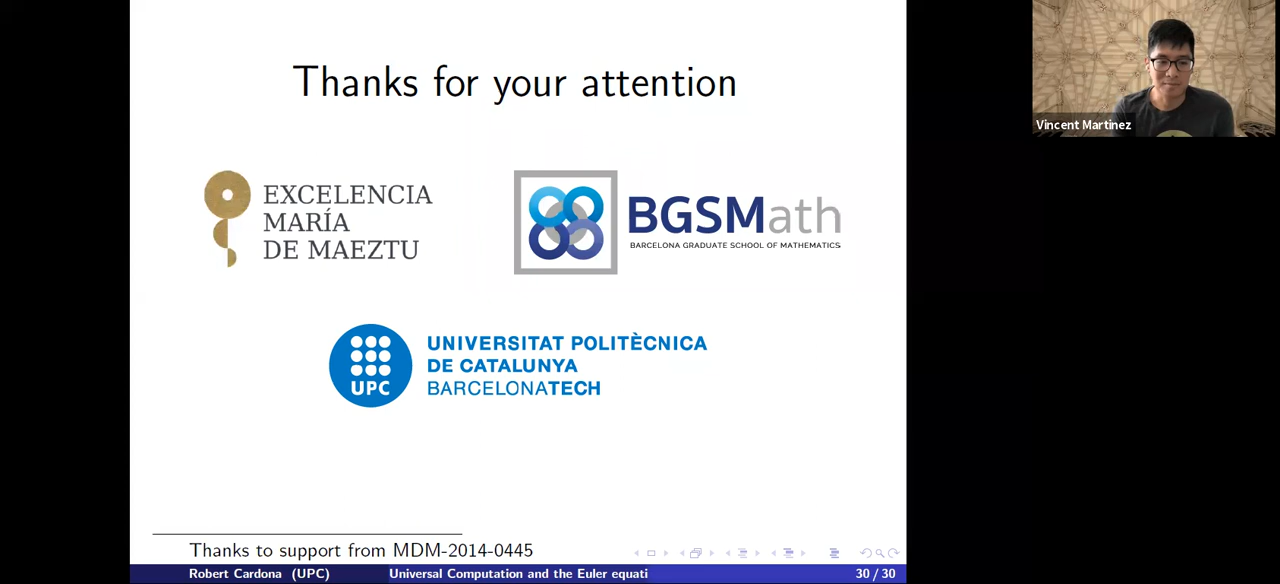 Thanks for your attention
EXCELENCIA
MARÍA
DE MAEZTU
BGSMath
BARCELONA GRADUATE SCHOOL OF MATHEMATICS
UPC
UNIVERSITAT POLITÈCNICA
DE CATALUNYA
BARCELONATECH
Thanks to support from MDM-2014-0445
Robert Cardona (UPC) Universal Computation and the Euler equati 30 / 30
Vincent Martinez